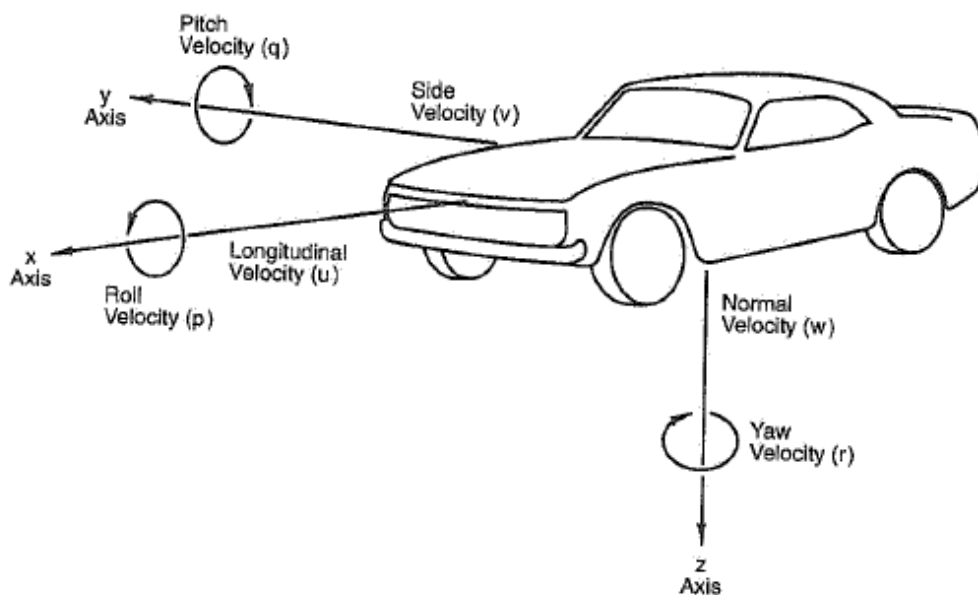 Pitch
Velocity (q)
y
Axis
Side
Velocity (v)
x
Axis
Longitudinal
Velocity (u)
Roll
Velocity (p)
Normal
Velocity (w)
Yaw
Velocity (r)
z
Axis